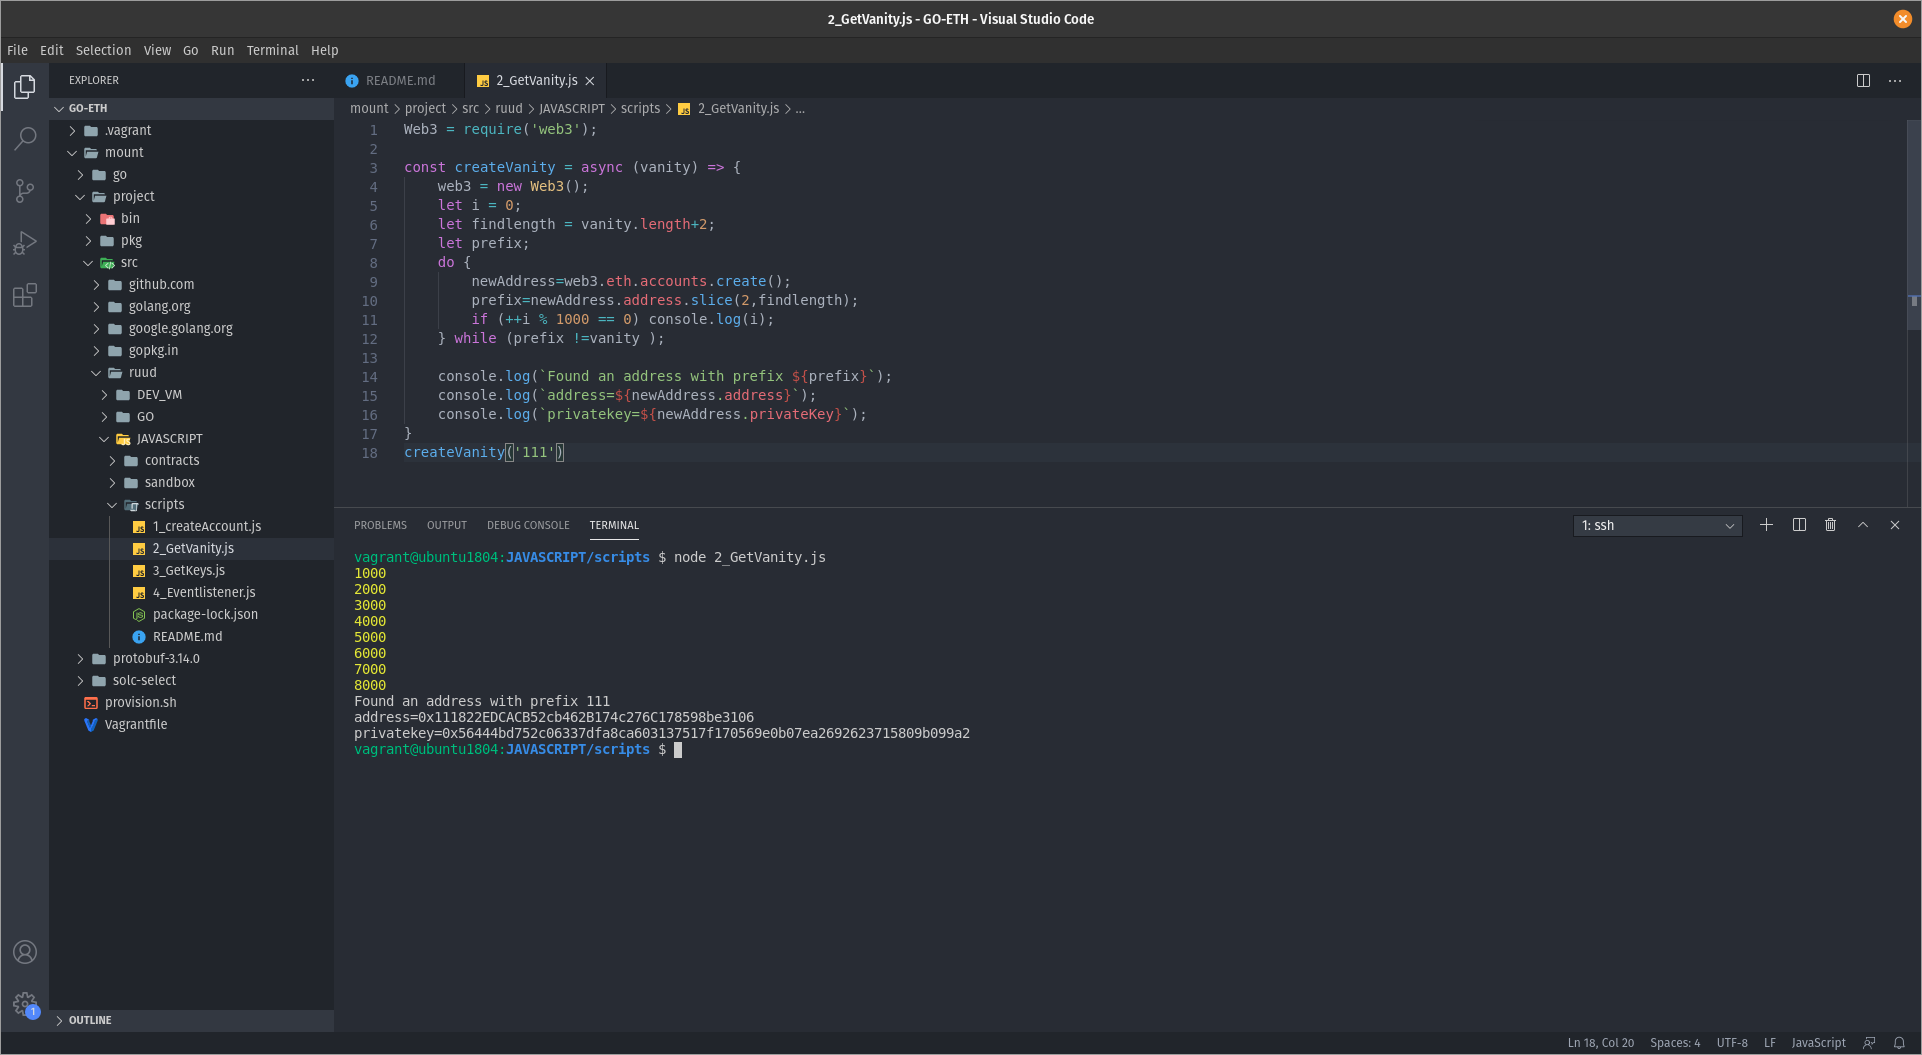 2_GetVanity.js - GO-ETH - Visual Studio Code
File Edit Selection View Go Run Terminal Help
EXPLORER
README.md
2_GetVanity.js
GO-ETH
.vagrant
mount
go
project
bin
pkg
src
github.com
golang.org
google.golang.org
gopkg.in
ruud
DEV_VM
GO
JAVASCRIPT
contracts
sandbox
scripts
1_createAccount.js
2_GetVanity.js
3_GetKeys.js
4_Eventlistener.js
package-lock.json
README.md
protobuf-3.14.0
solc-select
provision.sh
Vagrantfile
OUTLINE
1
mount > project > src > ruud > JAVASCRIPT > scripts > JS 2_GetVanity.js > ...
1 Web3 = require('web3');
2
3 const createVanity = async (vanity) => {
4     web3 = new Web3();
5     let i = 0;
6     let findlength = vanity.length+2;
7     let prefix;
8     do {
9         newAddress=web3.eth.accounts.create();
10         prefix=newAddress.address.slice(2,findlength);
11         if (++i % 1000 == 0) console.log(i);
12     } while (prefix !=vanity );
13
14     console.log(`Found an address with prefix ${prefix}`);
15     console.log(`address=${newAddress.address}`);
16     console.log(`privatekey=${newAddress.privateKey}`);
17 }
18 createVanity('111')
PROBLEMS OUTPUT DEBUG CONSOLE TERMINAL
1: ssh
vagrant@ubuntu1804:JAVASCRIPT/scripts $ node 2_GetVanity.js
1000
2000
3000
4000
5000
6000
7000
8000
Found an address with prefix 111
address=0x111822EDCACB52cb462B174c276C178598be3106
privatekey=0x56444bd752c06337dfa8ca603137517f170569e0b07ea2692623715809b099a2
vagrant@ubuntu1804:JAVASCRIPT/scripts $
Ln 18, Col 20 Spaces: 4 UTF-8 LF JavaScript